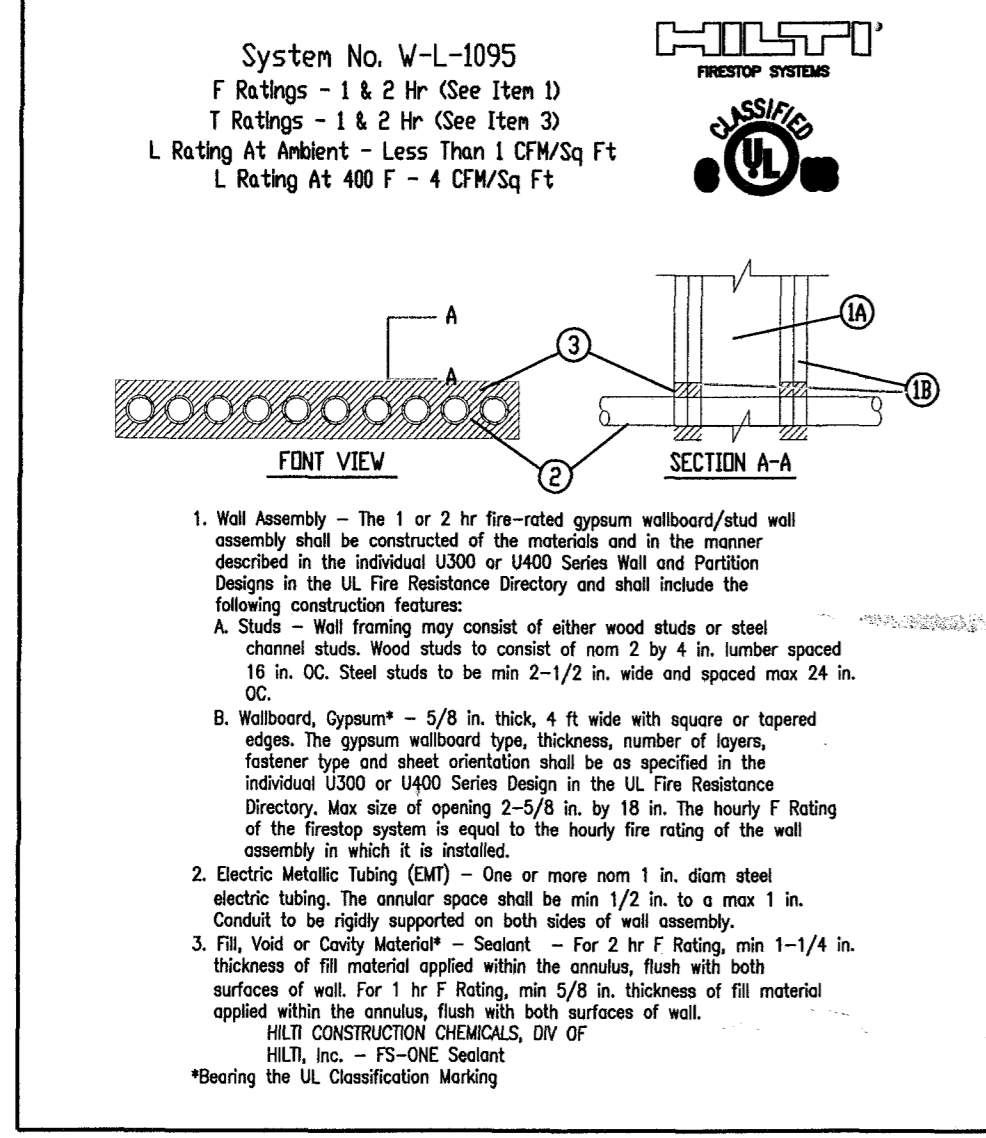 System No. W-L-1095
F Ratings - 1 & 2 Hr (See Item 1)
T Ratings - 1 & 2 Hr (See Item 3)
L Rating At Ambient - Less Than 1 CFM/Sq Ft
L Rating At 400 F - 4 CFM/Sq Ft
HILTI
FIRESTOP SYSTEMS
CLASSIFIED
UL
A
A
3
2
1A
1B
FONT VIEW
SECTION A-A
1. Wall Assembly – The 1 or 2 hr fire-rated gypsum wallboard/stud wall
assembly shall be constructed of the materials and in the manner
described in the individual U300 or U400 Series Wall and Partition
Designs in the UL Fire Resistance Directory and shall include the
following construction features:
A. Studs – Wall framing may consist of either wood studs or steel
channel studs. Wood studs to consist of nom 2 by 4 in. lumber spaced
16 in. OC. Steel studs to be min 2-1/2 in. wide and spaced max 24 in.
OC.
B. Wallboard, Gypsum* – 5/8 in. thick, 4 ft wide with square or tapered
edges. The gypsum wallboard type, thickness, number of layers,
fastener type and sheet orientation shall be as specified in the
individual U300 or U400 Series Design in the UL Fire Resistance
Directory. Max size of opening 2-5/8 in. by 18 in. The hourly F Rating
of the firestop system is equal to the hourly fire rating of the wall
assembly in which it is installed.
2. Electric Metallic Tubing (EMT) – One or more nom 1 in. diam steel
electric tubing. The annular space shall be min 1/2 in. to a max 1 in.
Conduit to be rigidly supported on both sides of wall assembly.
3. Fill, Void or Cavity Material* – Sealant – For 2 hr F Rating, min 1-1/4 in.
thickness of fill material applied within the annulus, flush with both
surfaces of wall. For 1 hr F Rating, min 5/8 in. thickness of fill material
applied within the annulus, flush with both surfaces of wall.
HILTI CONSTRUCTION CHEMICALS, DIV OF
HILTI, Inc. – FS-ONE Sealant
*Bearing the UL Classification Marking